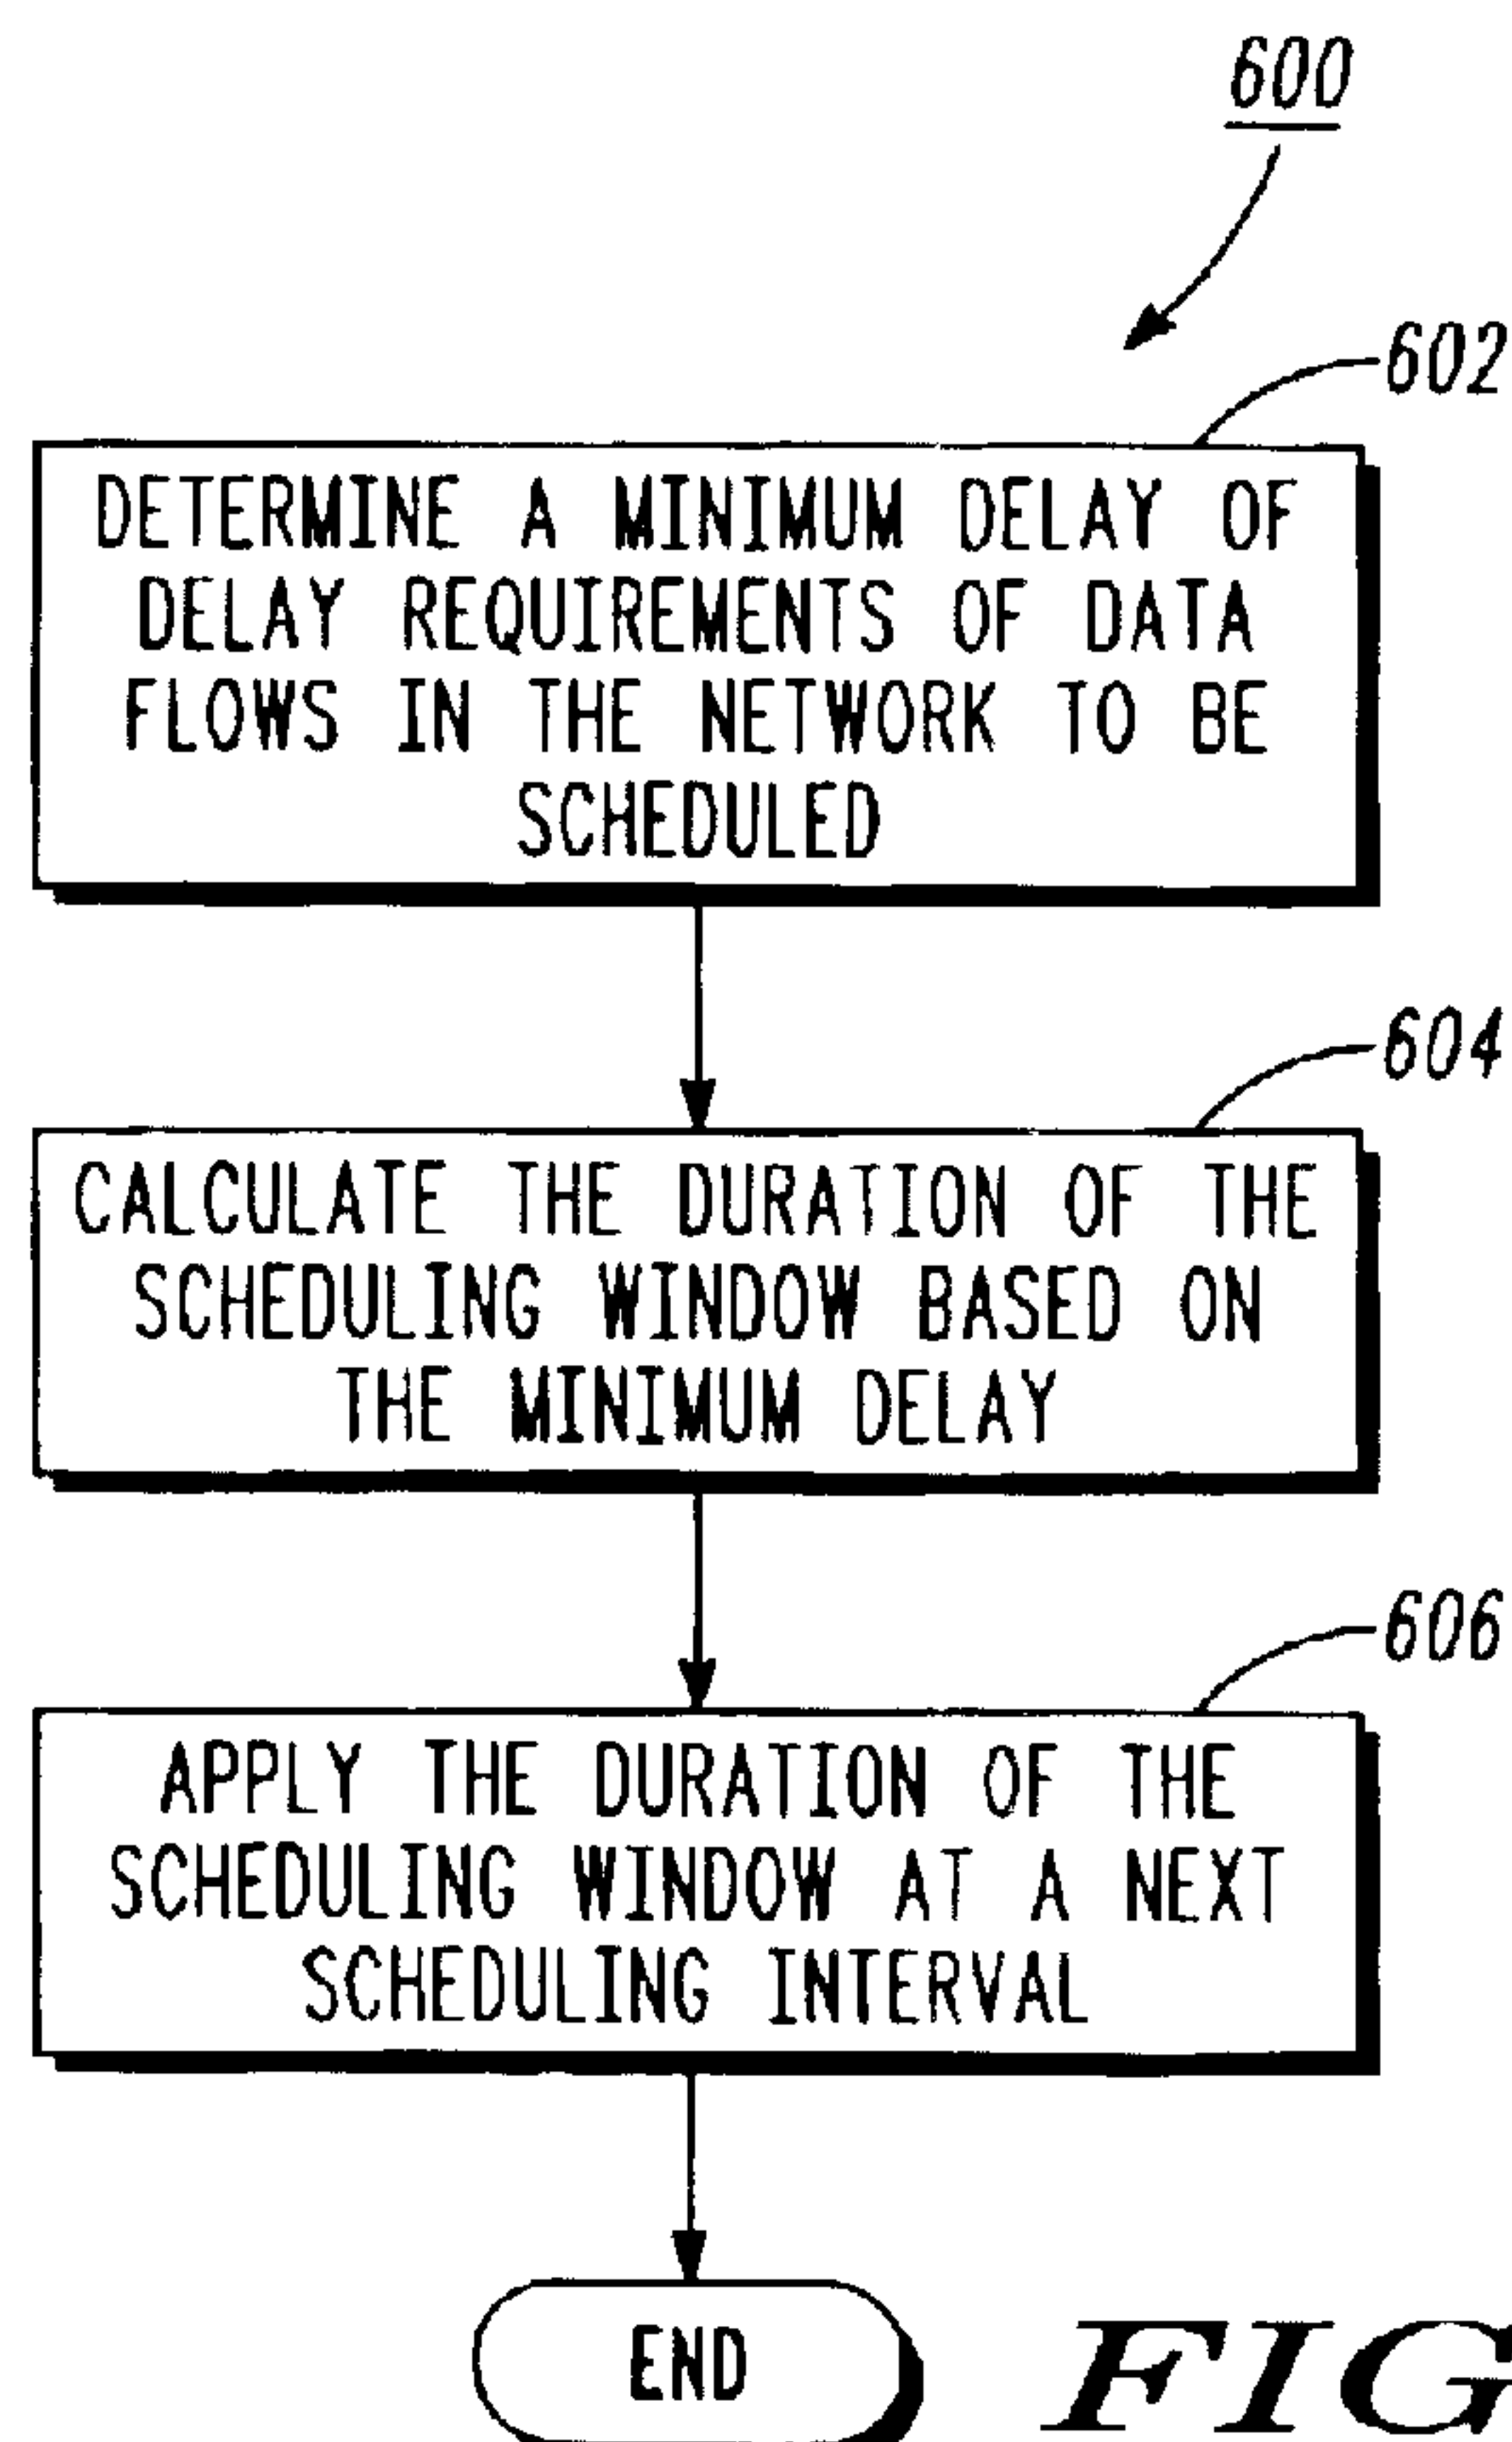 600
602
DETERMINE A MINIMUM DELAY OF
DELAY REQUIREMENTS OF DATA
FLOWS IN THE NETWORK TO BE
SCHEDULED
604
CALCULATE THE DURATION OF THE
SCHEDULING WINDOW BASED ON
THE MINIMUM DELAY
606
APPLY THE DURATION OF THE
SCHEDULING WINDOW AT A NEXT
SCHEDULING INTERVAL
END
FIG